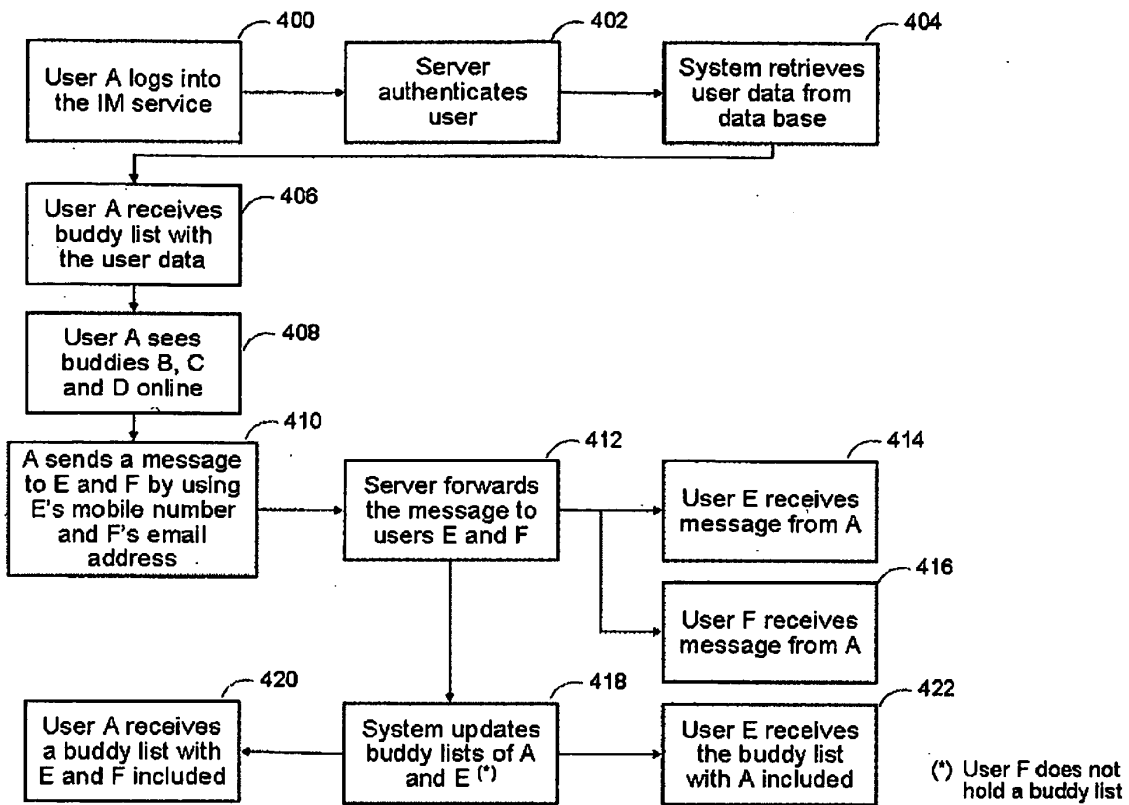 400
402
404
User A logs into
the IM service
Server
authenticates
user
System retrieves
user data from
data base
406
User A receives
buddy list with
the user data
408
User A sees
buddies B, C
and D online
410
A sends a message
to E and F by using
E's mobile number
and F's email
address
412
Server forwards
the message to
users E and F
414
User E receives
message from A
416
User F receives
message from A
420
User A receives
a buddy list with
E and F included
418
System updates
buddy lists of A
and E (*)
422
User E receives
the buddy list
with A included
(*) User F does not
hold a buddy list